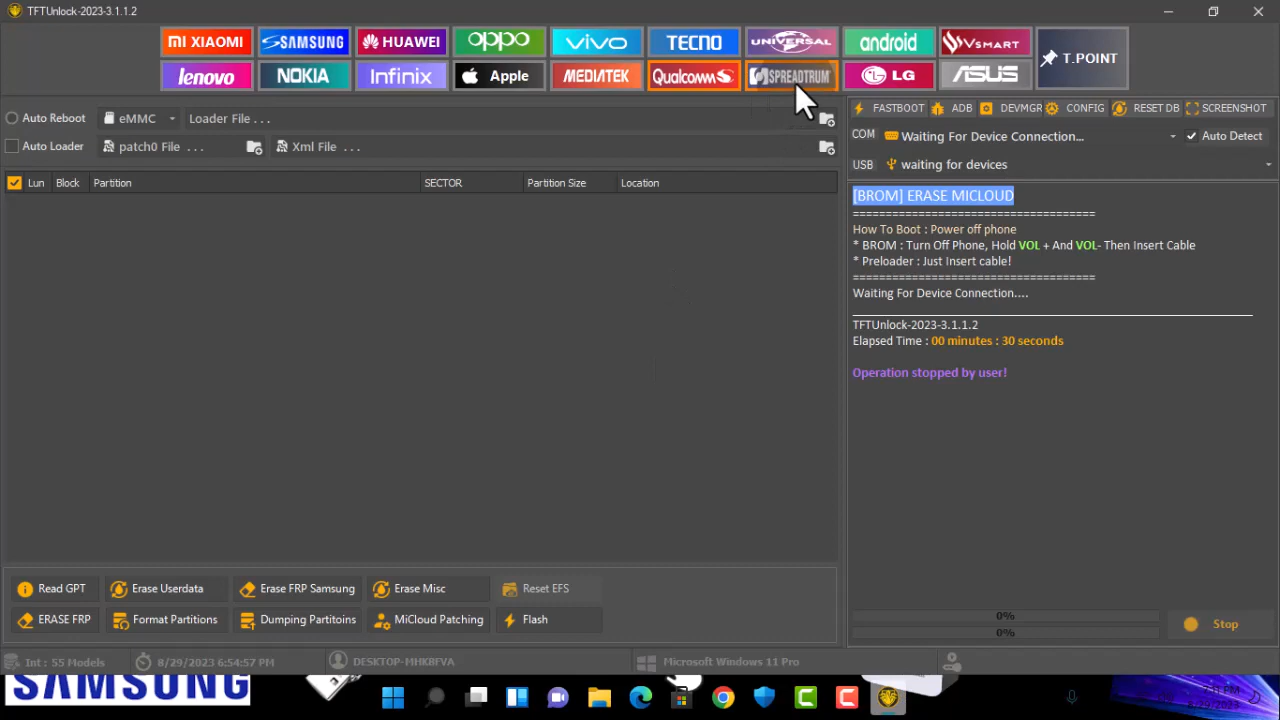 TFTUnlock-2023-3.1.1.2
MI XIAOMI SAMSUNG HUAWEI OPPO vivo TECNO UNIVERSAL android VSMART T.POINT
lenovo NOKIA Infinix Apple MEDIATEK Qualcomm SPREADTRUM LG ASUS
Auto Reboot eMMC Loader File ...
Auto Loader patch0 File ... Xml File ...
Lun Block Partition SECTOR Partition Size Location
FASTBOOT ADB DEVMGR CONFIG RESET DB SCREENSHOT
COM Waiting For Device Connection... Auto Detect
USB waiting for devices
[BROM] ERASE MICLOUD
=====================================
How To Boot : Power off phone
* BROM : Turn Off Phone, Hold VOL + And VOL- Then Insert Cable
* Preloader : Just Insert cable!
=====================================
Waiting For Device Connection....
TFTUnlock-2023-3.1.1.2
Elapsed Time : 00 minutes : 30 seconds
Operation stopped by user!
Read GPT Erase Userdata Erase FRP Samsung Erase Misc Reset EFS
ERASE FRP Format Partitions Dumping Partitoins MiCloud Patching Flash
0%
0%
Stop
Int : 55 Models 8/29/2023 6:54:57 PM DESKTOP-MHKBFVA Microsoft Windows 11 Pro
SAMSUNG
8/29/2023